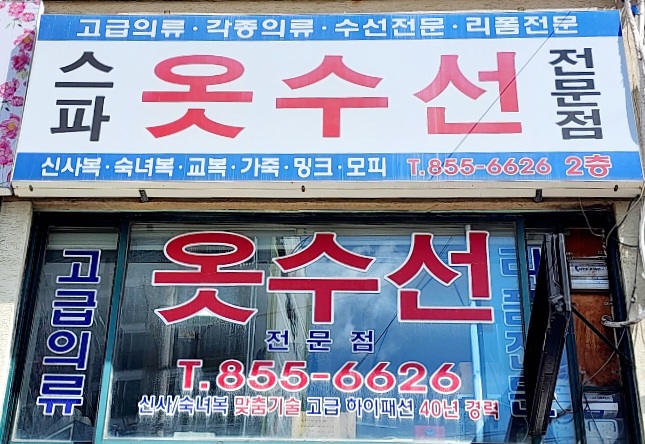 고급의류·각종의류·수선전문·리폼전문
스파 옷수선 전문점
신사복·숙녀복·교복·가죽·밍크·모피 T.855-6626 2층
고급의류
옷수선
전문점
T.855-6626
신사/숙녀복 맞춤기술 고급 하이패션 40년 경력